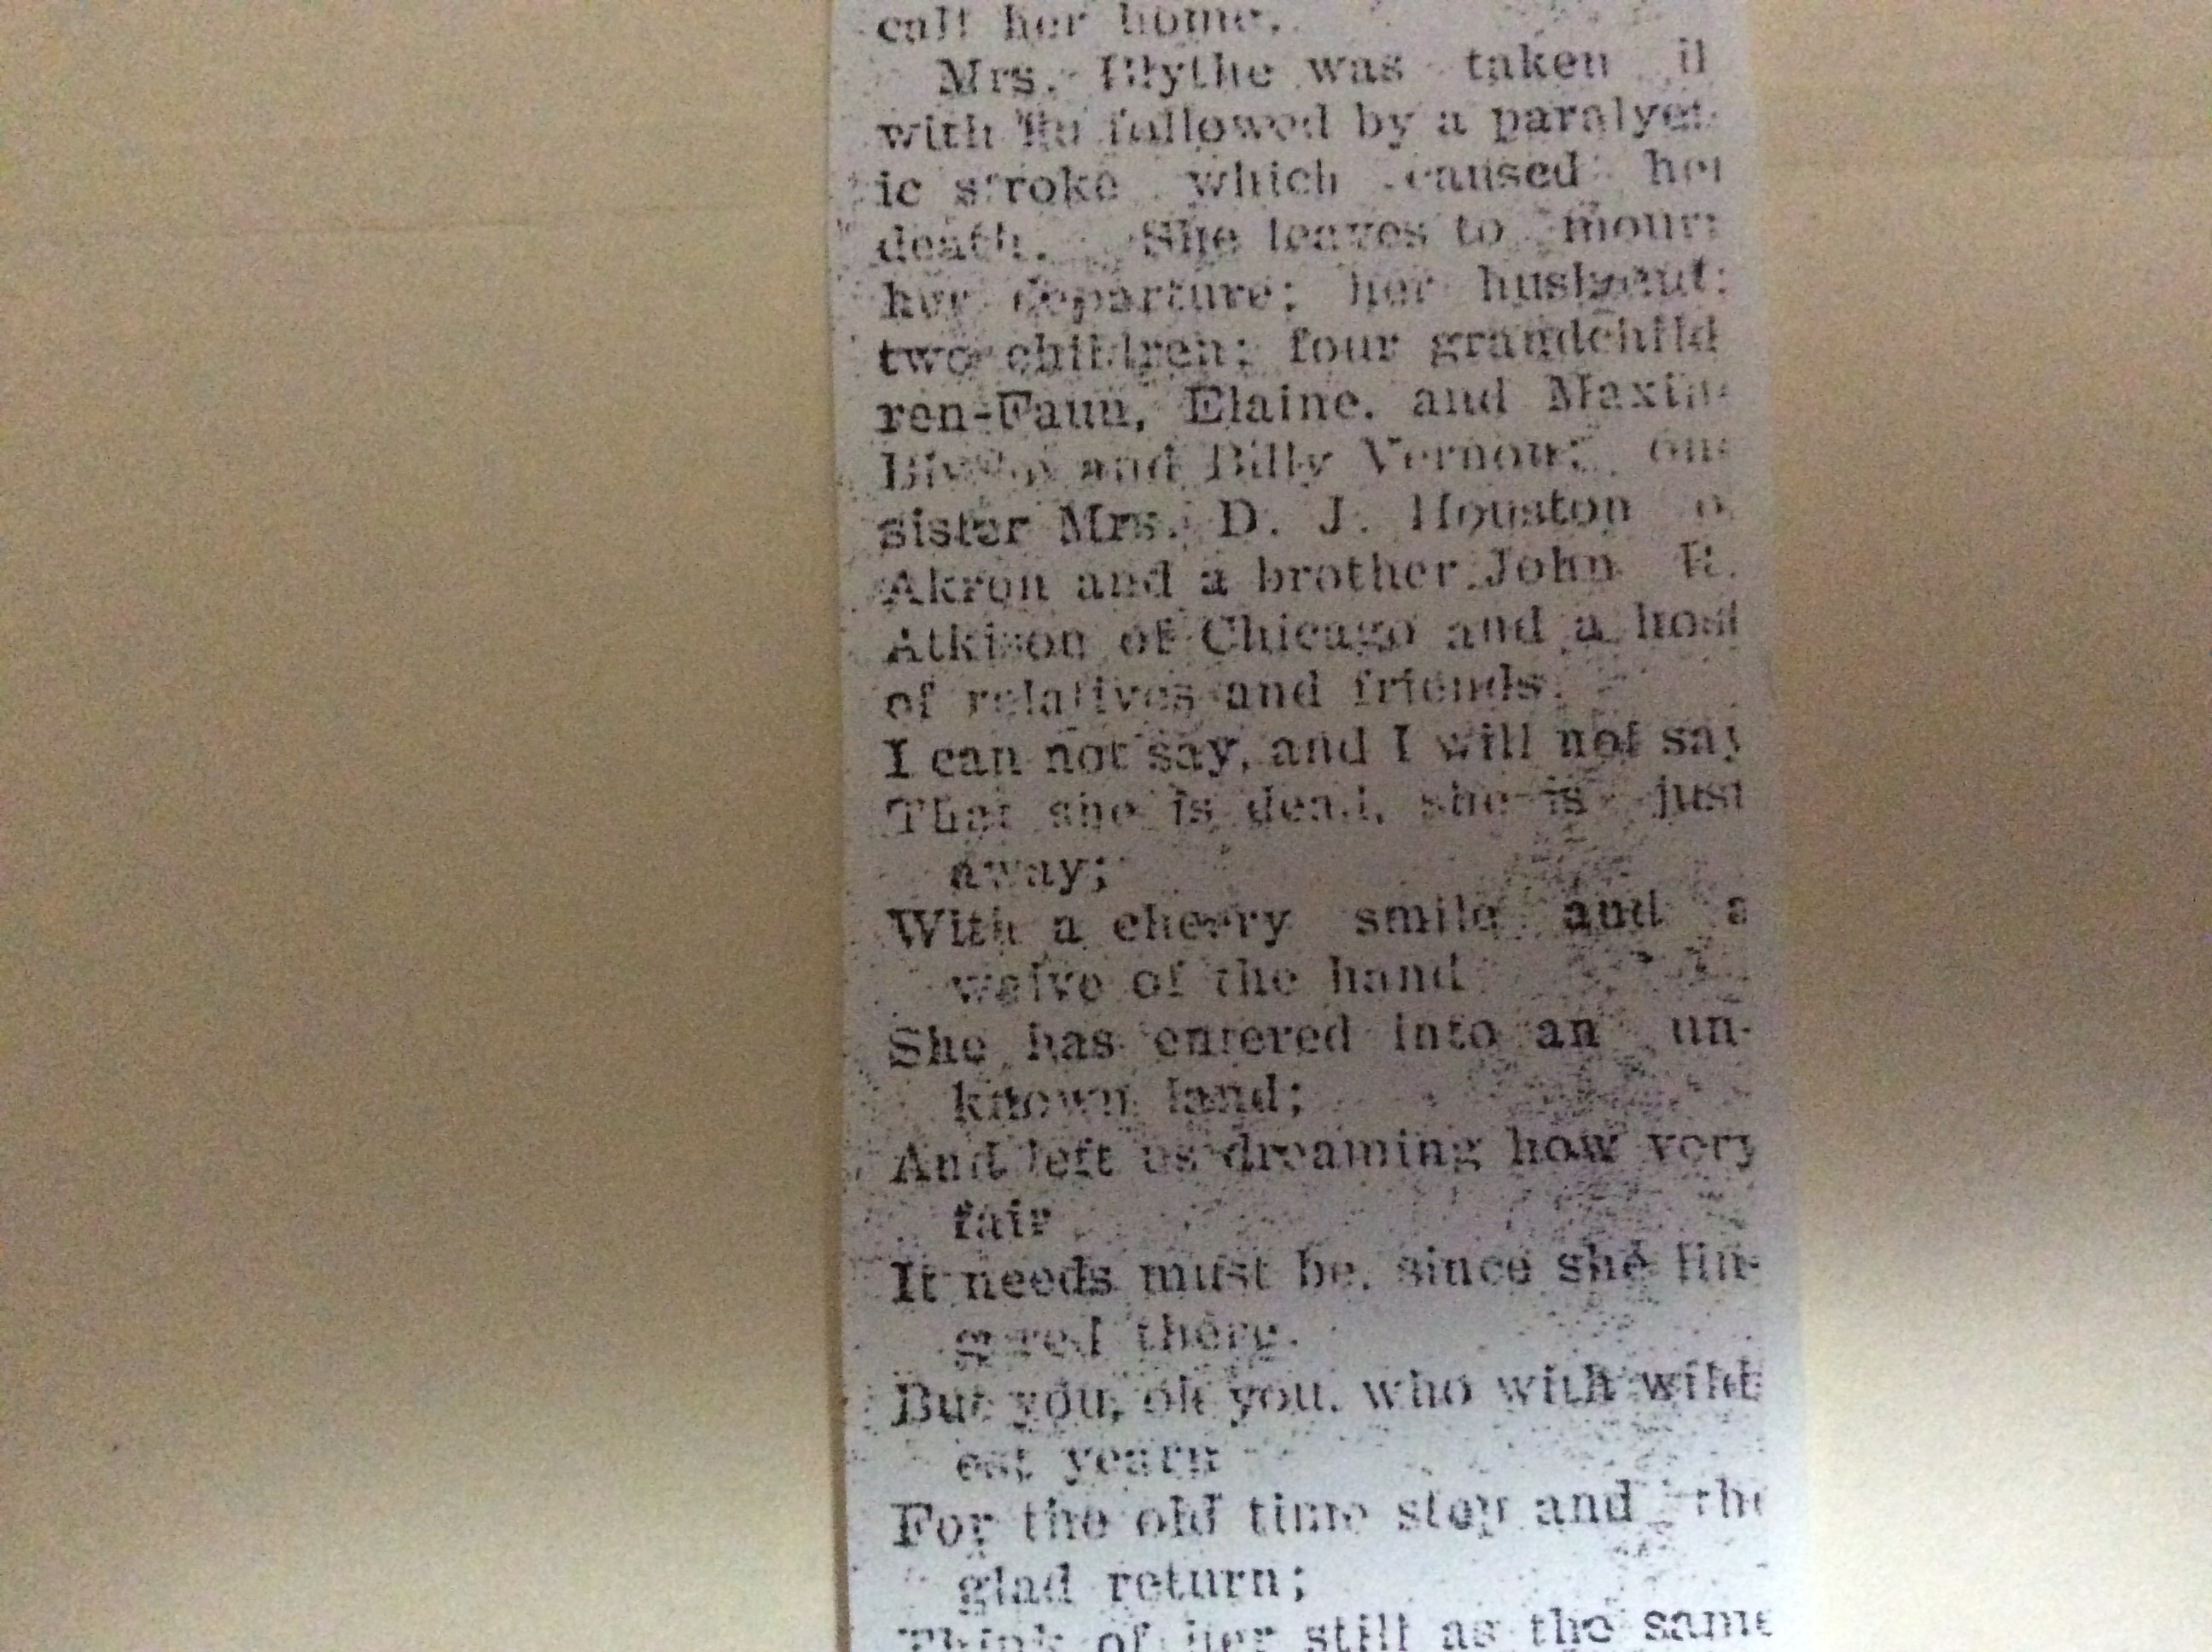 call her home.
Mrs. Blythe was taken il
with flu followed by a paralyet-
ic stroke which caused her
death. She leaves to mourn
her departure; her husband;
two children; four grandchild
ren-Faun, Elaine, and Maxine
Blythe and Billy Vernon; one
sister Mrs. D. J. Houston o
Akron and a brother John R.
Atkison of Chicago and a host
of relatives and friends.
I can not say, and I will not say
That she is dead, she is just
away;
With a cheery smile and a
waive of the hand
She has entered into an un-
known land;
And left us dreaming how very
fair
It needs must be, since she lin-
gered there.
But you, oh you, who with wild-
est yearn
For the old time step and the
glad return;
Think of her still as the same